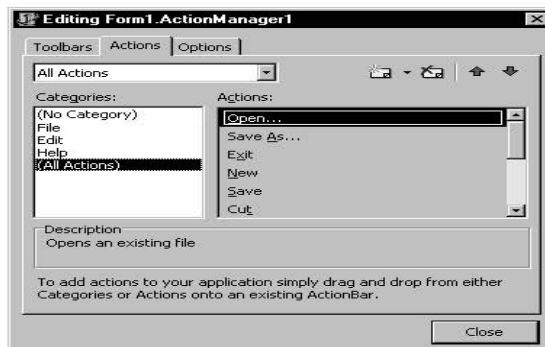 Editing Form1.ActionManager1
Toolbars Actions Options
All Actions
Categories:
(No Category)
File
Edit
Help
(All Actions)
Actions:
Open...
Save As...
Exit
New
Save
Cut
Description
Opens an existing file
To add actions to your application simply drag and drop from either
Categories or Actions onto an existing ActionBar.
Close